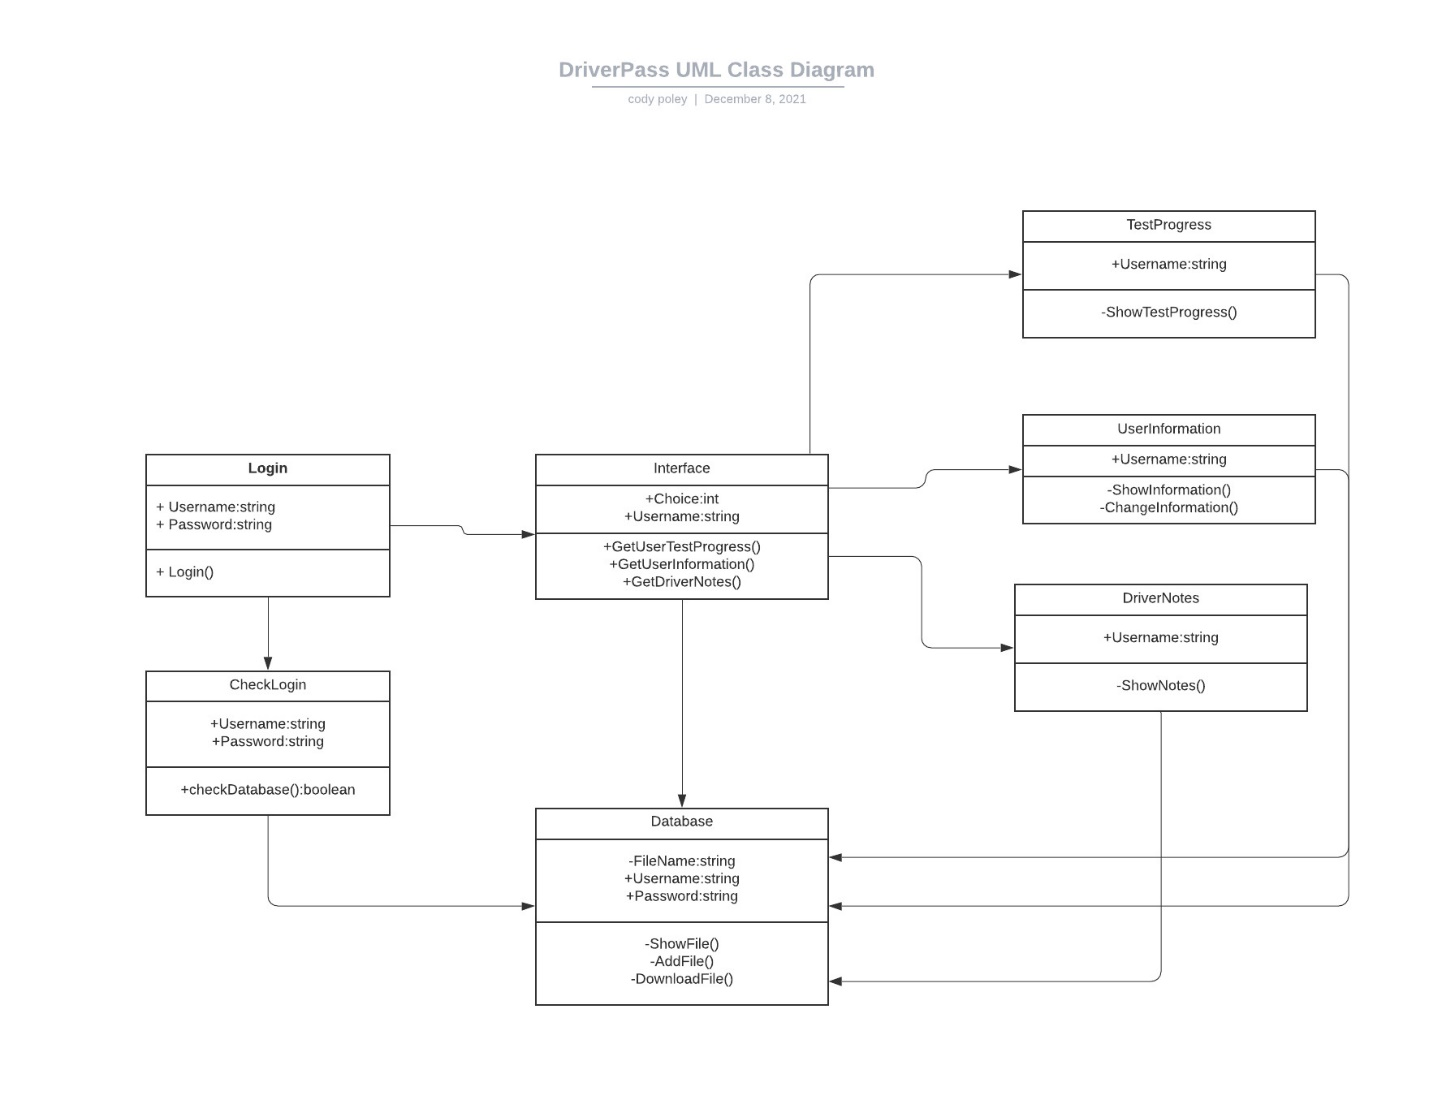 DriverPass UML Class Diagram
cody poley | December 8, 2021
TestProgress
+Username:string
-ShowTestProgress()
UserInformation
+Username:string
-ShowInformation()
-ChangeInformation()
Login
+ Username:string
+ Password:string
+ Login()
Interface
+Choice:int
+Username:string
+GetUserTestProgress()
+GetUserInformation()
+GetDriverNotes()
DriverNotes
+Username:string
-ShowNotes()
CheckLogin
+Username:string
+Password:string
+checkDatabase():boolean
Database
-FileName:string
+Username:string
+Password:string
-ShowFile()
-AddFile()
-DownloadFile()